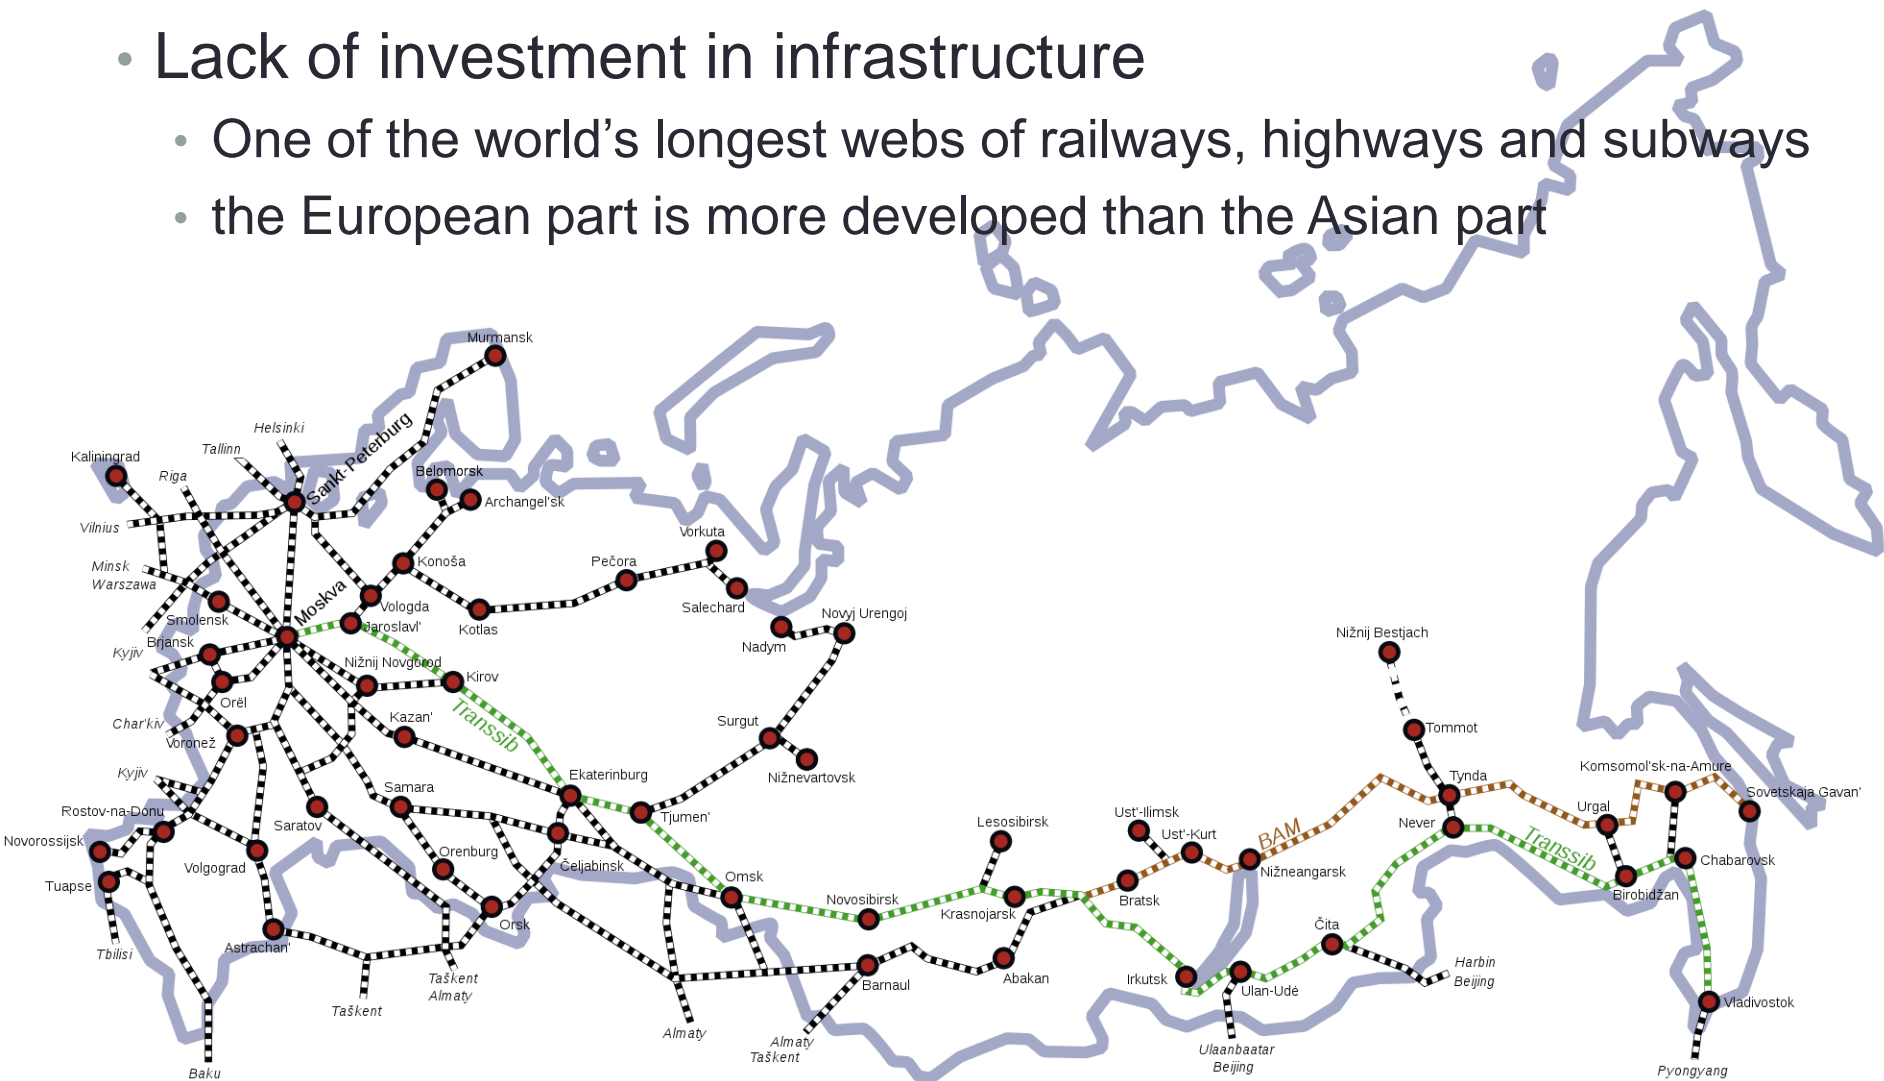 • Lack of investment in infrastructure
• One of the world’s longest webs of railways, highways and subways
• the European part is more developed than the Asian part
Murmansk
Helsinki
Tallinn
Sankt-Peterburg
Kaliningrad
Riga
Belomorsk
Archangel'sk
Vilnius
Vorkuta
Konoša
Pečora
Minsk
Warszawa
Moskva
Salechard
Smolensk
Vologda
Jaroslavl'
Kotlas
Novyj Urengoj
Nadym
Nižnij Bestjach
Brjansk
Kyjiv
Nižnij Novgorod
Kirov
Orël
Kazan'
Transsib
Char'kiv
Voronež
Surgut
Tommot
Kyjiv
Samara
Ekaterinburg
Nižnevartovsk
Tynda
Komsomol'sk-na-Amure
Sovetskaja Gavan'
Rostov-na-Donu
Saratov
Tjumen'
Lesosibirsk
Ust'-Ilimsk
Ust'-Kurt
BAM
Never
Urgal
Transsib
Novorossijsk
Volgograd
Orenburg
Čeljabinsk
Nižneangarsk
Chabarovsk
Tuapse
Omsk
Novosibirsk
Krasnojarsk
Bratsk
Birobidžan
Orsk
Čita
Tbilisi
Astrachan'
Taškent
Almaty
Barnaul
Abakan
Irkutsk
Ulan-Udė
Harbin
Beijing
Taškent
Almaty
Almaty
Taškent
Ulaanbaatar
Beijing
Vladivostok
Baku
Pyongyang